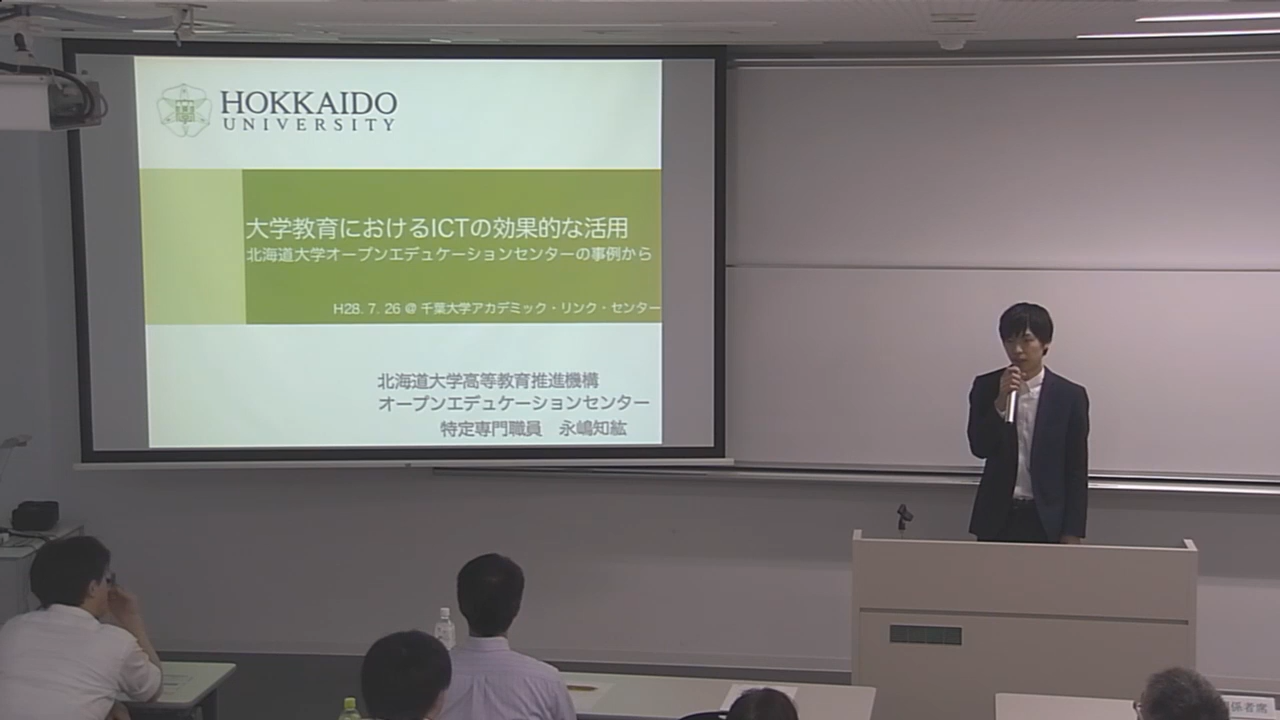 HOKKAIDO
UNIVERSITY
大学教育におけるICTの効果的な活用
北海道大学オープンエデュケーションセンターの事例から
H28. 7. 26 @ 千葉大学アカデミック・リンク・センター
北海道大学高等教育推進機構
オープンエデュケーションセンター
特定専門職員　永嶋知紘
係者席